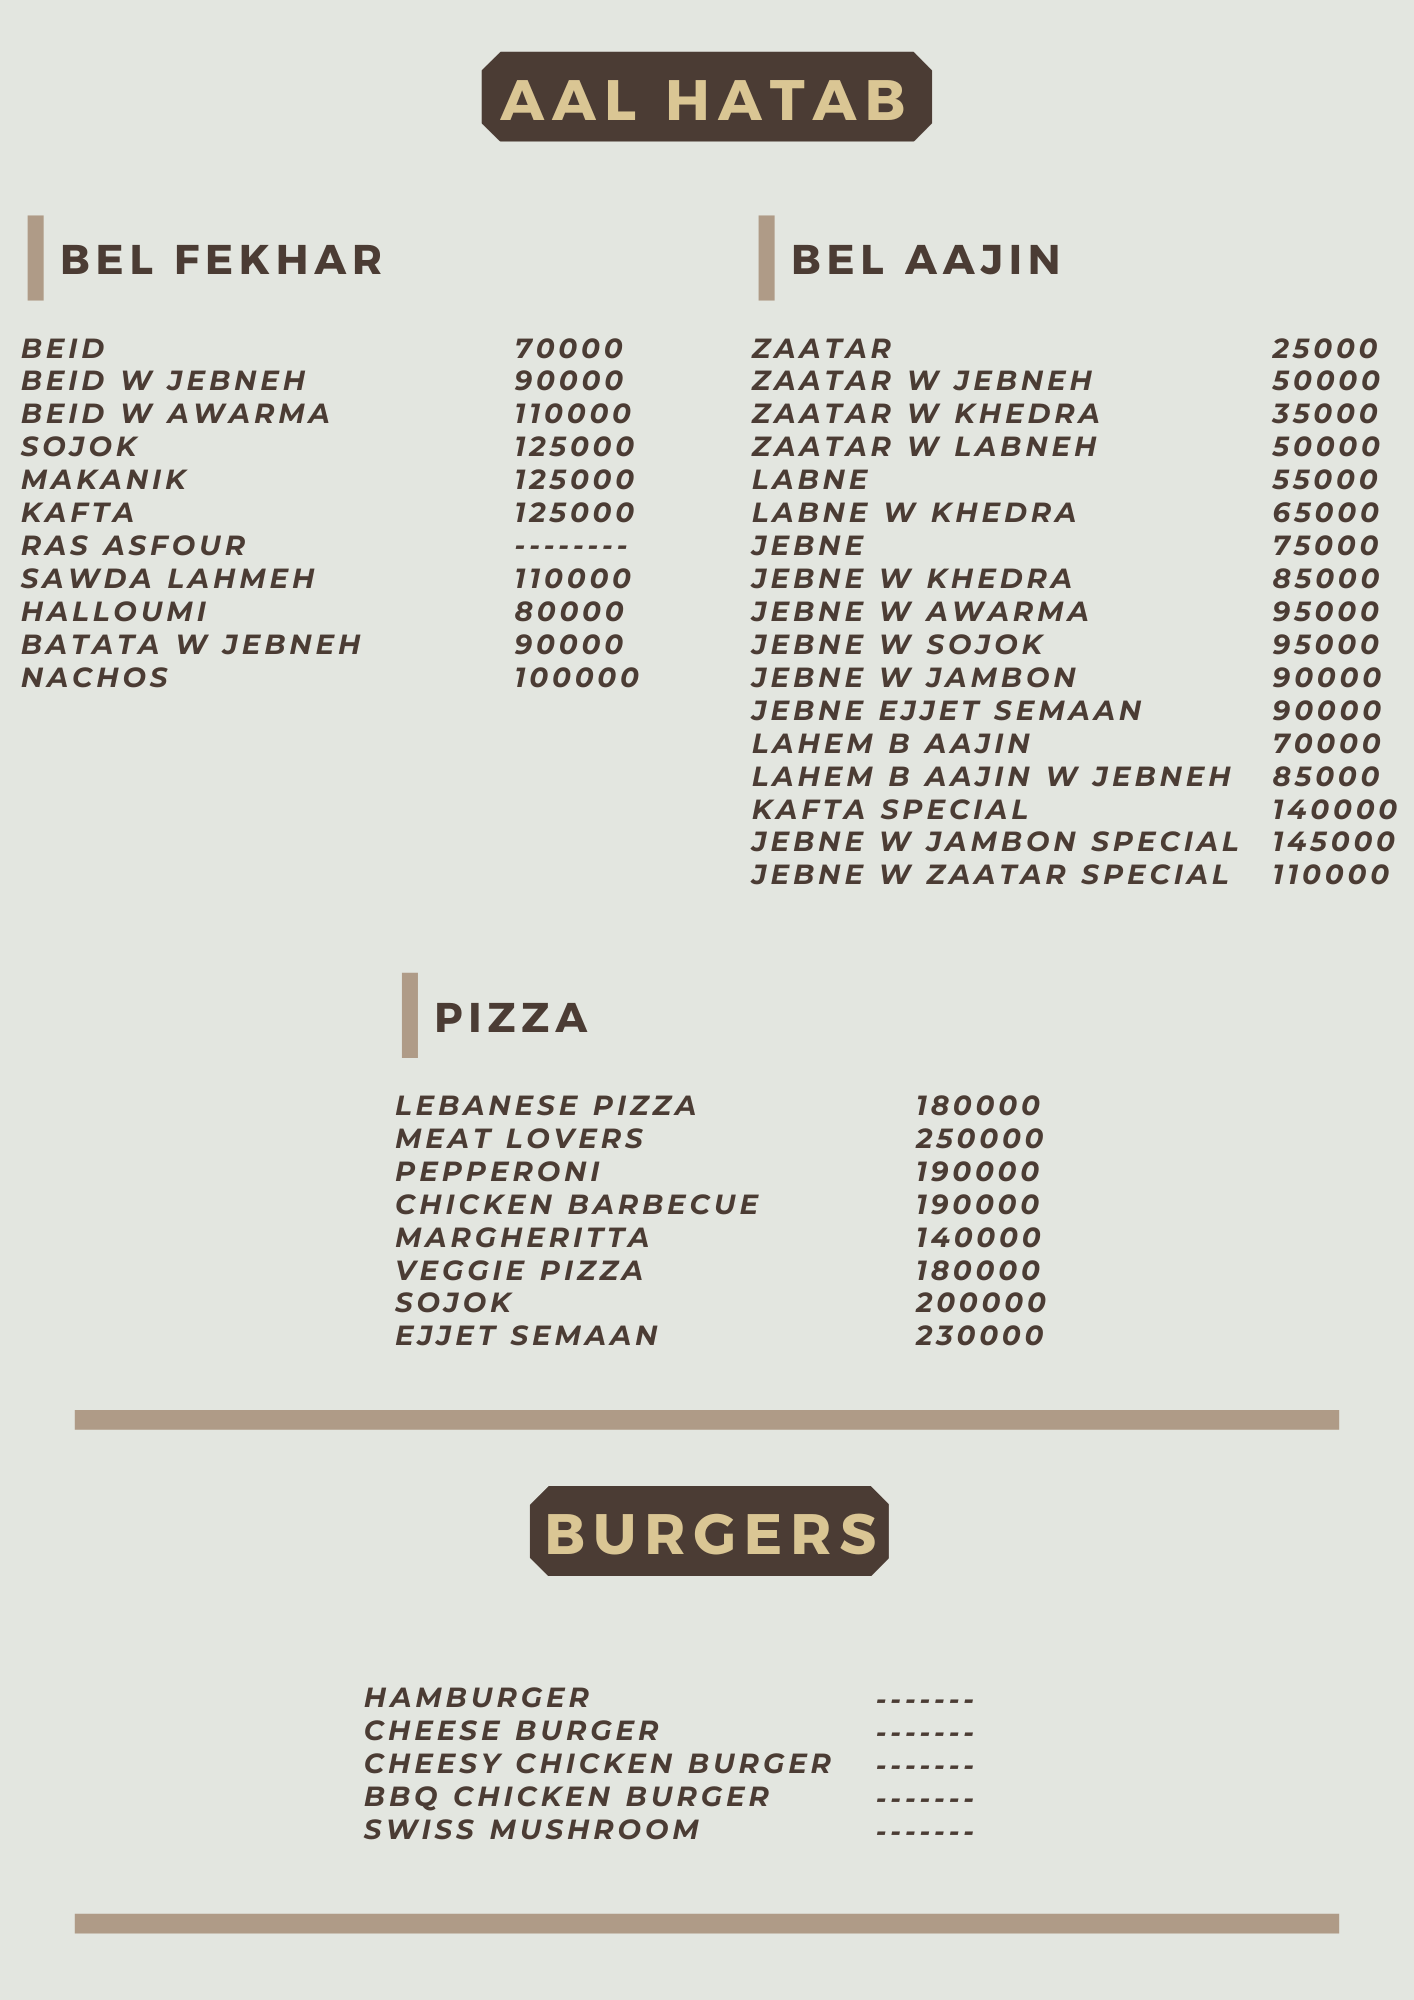 AAL HATAB
BEL FEKHAR
BEID 70000
BEID W JEBNEH 90000
BEID W AWARMA 110000
SOJOK 125000
MAKANIK 125000
KAFTA 125000
RAS ASFOUR --------
SAWDA LAHMEH 110000
HALLOUMI 80000
BATATA W JEBNEH 90000
NACHOS 100000
BEL AAJIN
ZAATAR 25000
ZAATAR W JEBNEH 50000
ZAATAR W KHEDRA 35000
ZAATAR W LABNEH 50000
LABNE 55000
LABNE W KHEDRA 65000
JEBNE 75000
JEBNE W KHEDRA 85000
JEBNE W AWARMA 95000
JEBNE W SOJOK 95000
JEBNE W JAMBON 90000
JEBNE EJJET SEMAAN 90000
LAHEM B AAJIN 70000
LAHEM B AAJIN W JEBNEH 85000
KAFTA SPECIAL 140000
JEBNE W JAMBON SPECIAL 145000
JEBNE W ZAATAR SPECIAL 110000
PIZZA
LEBANESE PIZZA 180000
MEAT LOVERS 250000
PEPPERONI 190000
CHICKEN BARBECUE 190000
MARGHERITTA 140000
VEGGIE PIZZA 180000
SOJOK 200000
EJJET SEMAAN 230000
BURGERS
HAMBURGER -------
CHEESE BURGER -------
CHEESY CHICKEN BURGER -------
BBQ CHICKEN BURGER -------
SWISS MUSHROOM -------